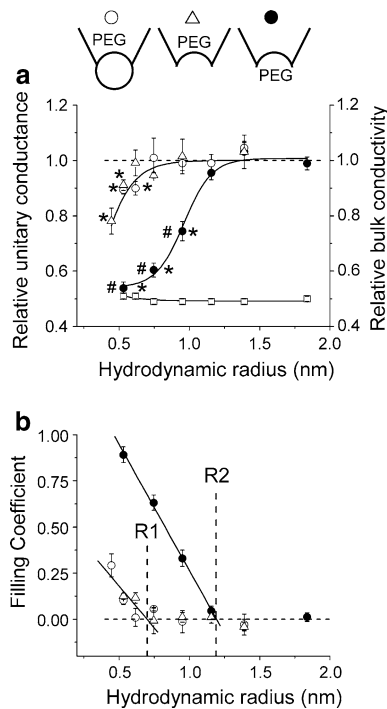 PEG PEG PEG
a
1.2 1.2
1.0 1.0
0.8 0.8
0.6 0.6
0.4 0.4
Relative unitary conductance
Relative bulk conductivity
* * * * * *
# *
# *
# *
0.5 1.0 1.5 2.0
Hydrodynamic radius (nm)
b
1.00
0.75
0.50
0.25
0.00
Filling Coefficient
R1 R2
0.5 1.0 1.5 2.0
Hydrodynamic radius (nm)